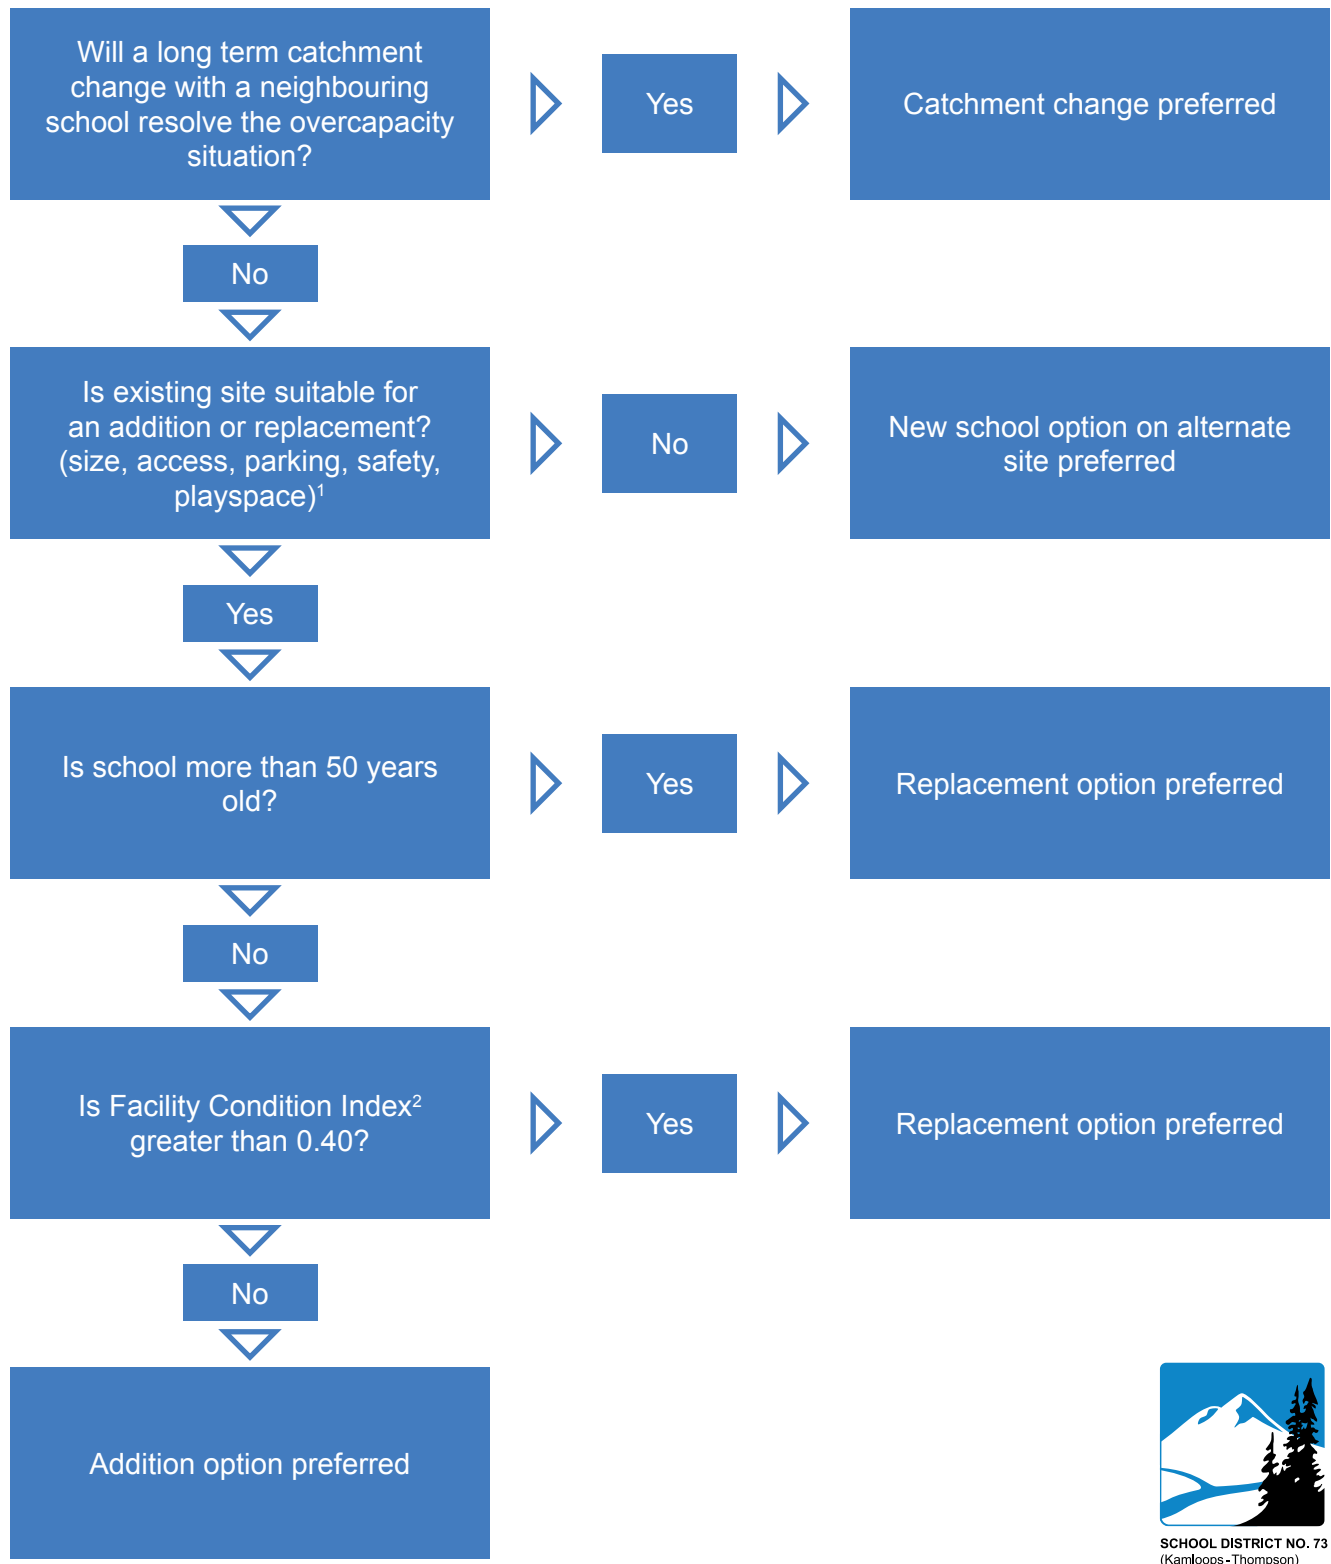 Will a long term catchment
change with a neighbouring
school resolve the overcapacity
situation?
Yes
Catchment change preferred
No
Is existing site suitable for
an addition or replacement?
(size, access, parking, safety,
playspace)¹
No
New school option on alternate
site preferred
Yes
Is school more than 50 years
old?
Yes
Replacement option preferred
No
Is Facility Condition Index²
greater than 0.40?
Yes
Replacement option preferred
No
Addition option preferred
SCHOOL DISTRICT NO. 73
(Kamloops - Thompson)